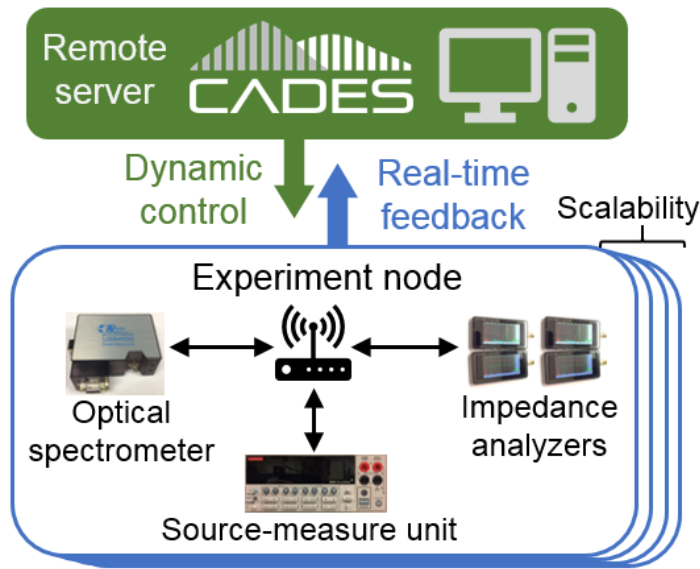 Remote
server
CADES
Dynamic
control
Real-time
feedback
Scalability
Experiment node
Optical
spectrometer
Impedance
analyzers
Source-measure unit